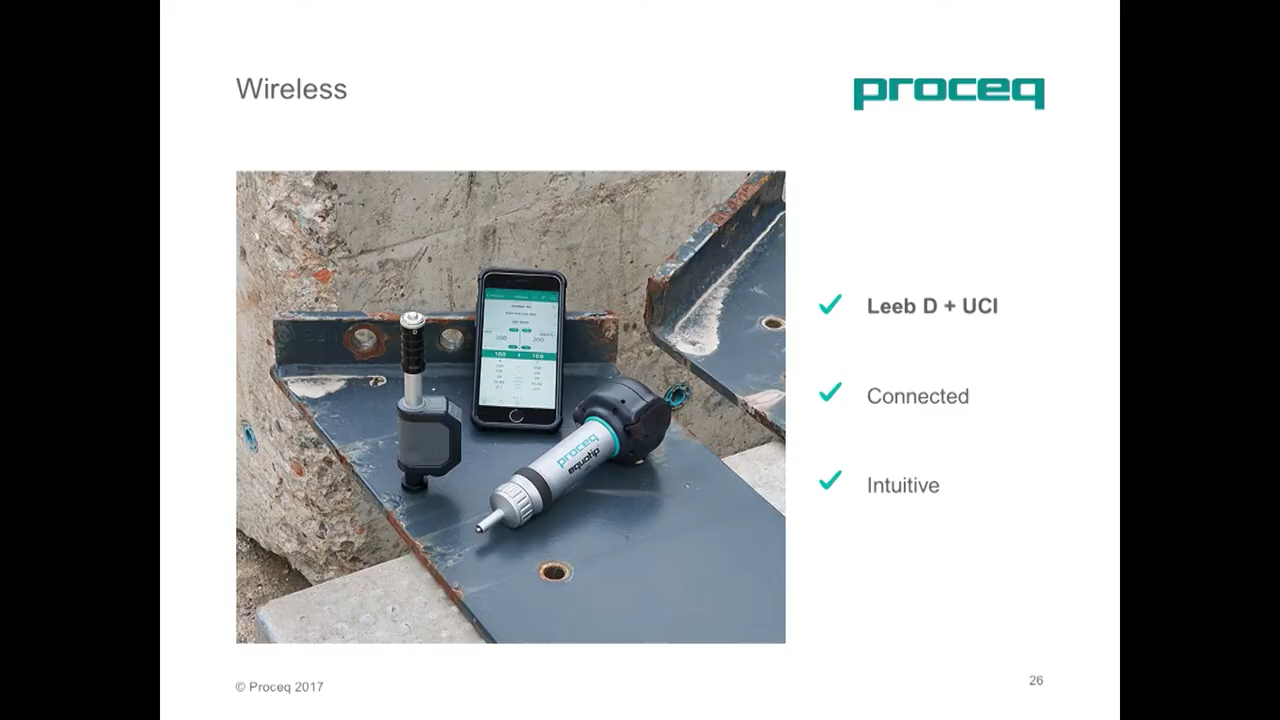 Wireless
proceq
proceq
equotip
Leeb D + UCI
Connected
Intuitive
© Proceq 2017
26